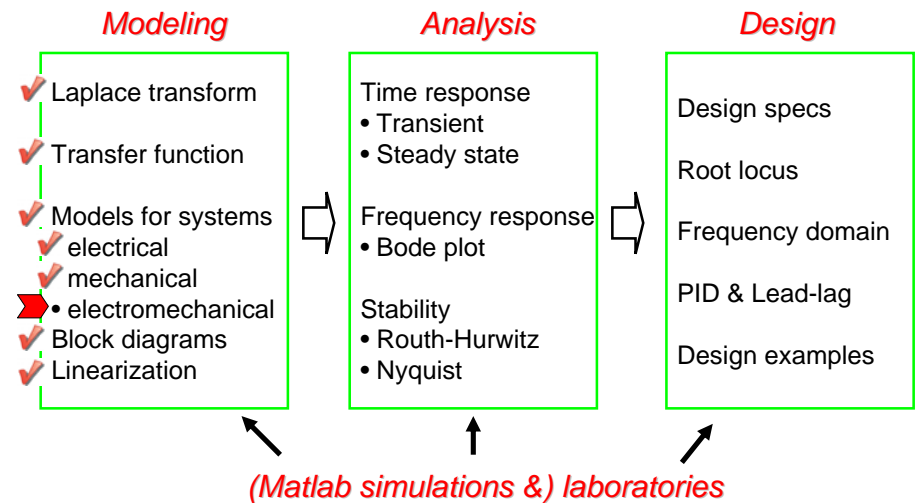 Modeling
Laplace transform
Transfer function
Models for systems
electrical
mechanical
• electromechanical
Block diagrams
Linearization
Analysis
Time response
• Transient
• Steady state
Frequency response
• Bode plot
Stability
• Routh-Hurwitz
• Nyquist
Design
Design specs
Root locus
Frequency domain
PID & Lead-lag
Design examples
(Matlab simulations &) laboratories